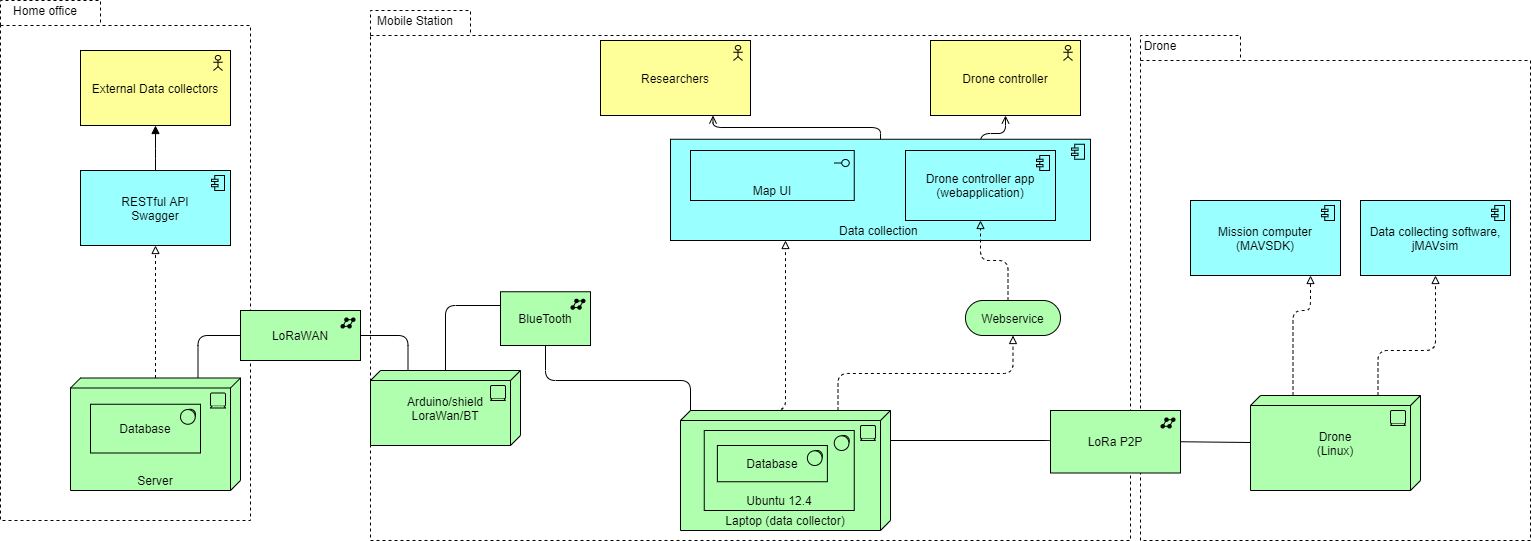 Home office
Mobile Station
Drone
External Data collectors
Researchers
Drone controller
RESTful API
Swagger
Map UI
Drone controller app
(webapplication)
Data collection
Mission computer
(MAVSDK)
Data collecting software,
jMAVsim
LoRaWAN
BlueTooth
Webservice
Arduino/shield
LoraWan/BT
Database
Server
Database
Ubuntu 12.4
Laptop (data collector)
LoRa P2P
Drone
(Linux)